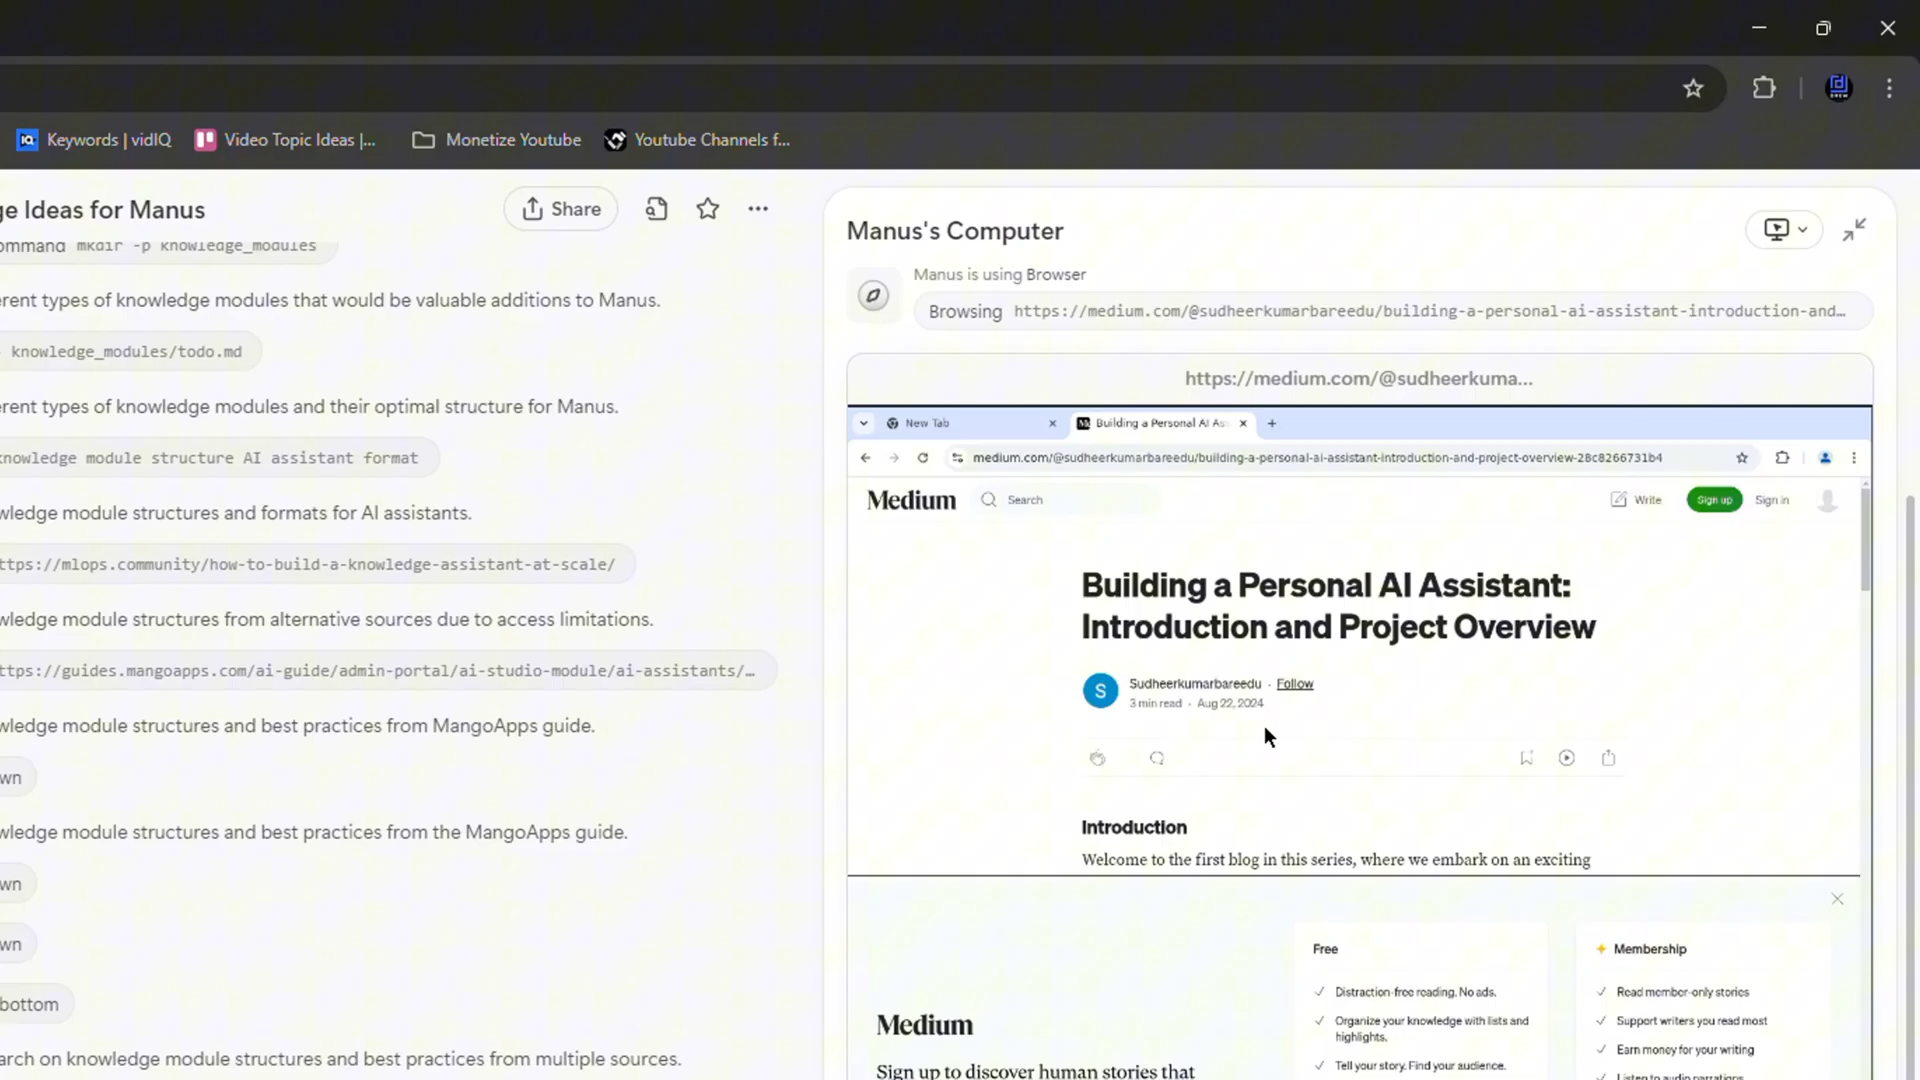 Keywords | vidIQ
Video Topic Ideas |...
Monetize Youtube
Youtube Channels f...
ge Ideas for Manus
Share
ommand mkdir -p knowledge_modules
erent types of knowledge modules that would be valuable additions to Manus.
knowledge_modules/todo.md
erent types of knowledge modules and their optimal structure for Manus.
knowledge module structure AI assistant format
wledge module structures and formats for AI assistants.
ttps://mlops.community/how-to-build-a-knowledge-assistant-at-scale/
wledge module structures from alternative sources due to access limitations.
ttps://guides.mangoapps.com/ai-guide/admin-portal/ai-studio-module/ai-assistants/…
wledge module structures and best practices from MangoApps guide.
wn
wledge module structures and best practices from the MangoApps guide.
wn
wn
bottom
arch on knowledge module structures and best practices from multiple sources.
Manus's Computer
Manus is using Browser
Browsing https://medium.com/@sudheerkumarbareedu/building-a-personal-ai-assistant-introduction-and…
https://medium.com/@sudheerkuma...
New Tab
Building a Personal AI As
medium.com/@sudheerkumarbareedu/building-a-personal-ai-assistant-introduction-and-project-overview-28c8266731b4
Medium
Search
Write
Sign up
Sign in
Building a Personal AI Assistant:
Introduction and Project Overview
S
Sudheerkumarbareedu · Follow
3 min read · Aug 22, 2024
Introduction
Welcome to the first blog in this series, where we embark on an exciting
Medium
Sign up to discover human stories that
Free
✓ Distraction-free reading. No ads.
✓ Organize your knowledge with lists and
highlights.
✓ Tell your story. Find your audience.
Membership
✓ Read member-only stories
✓ Support writers you read most
✓ Earn money for your writing
✓ Listen to audio narrations